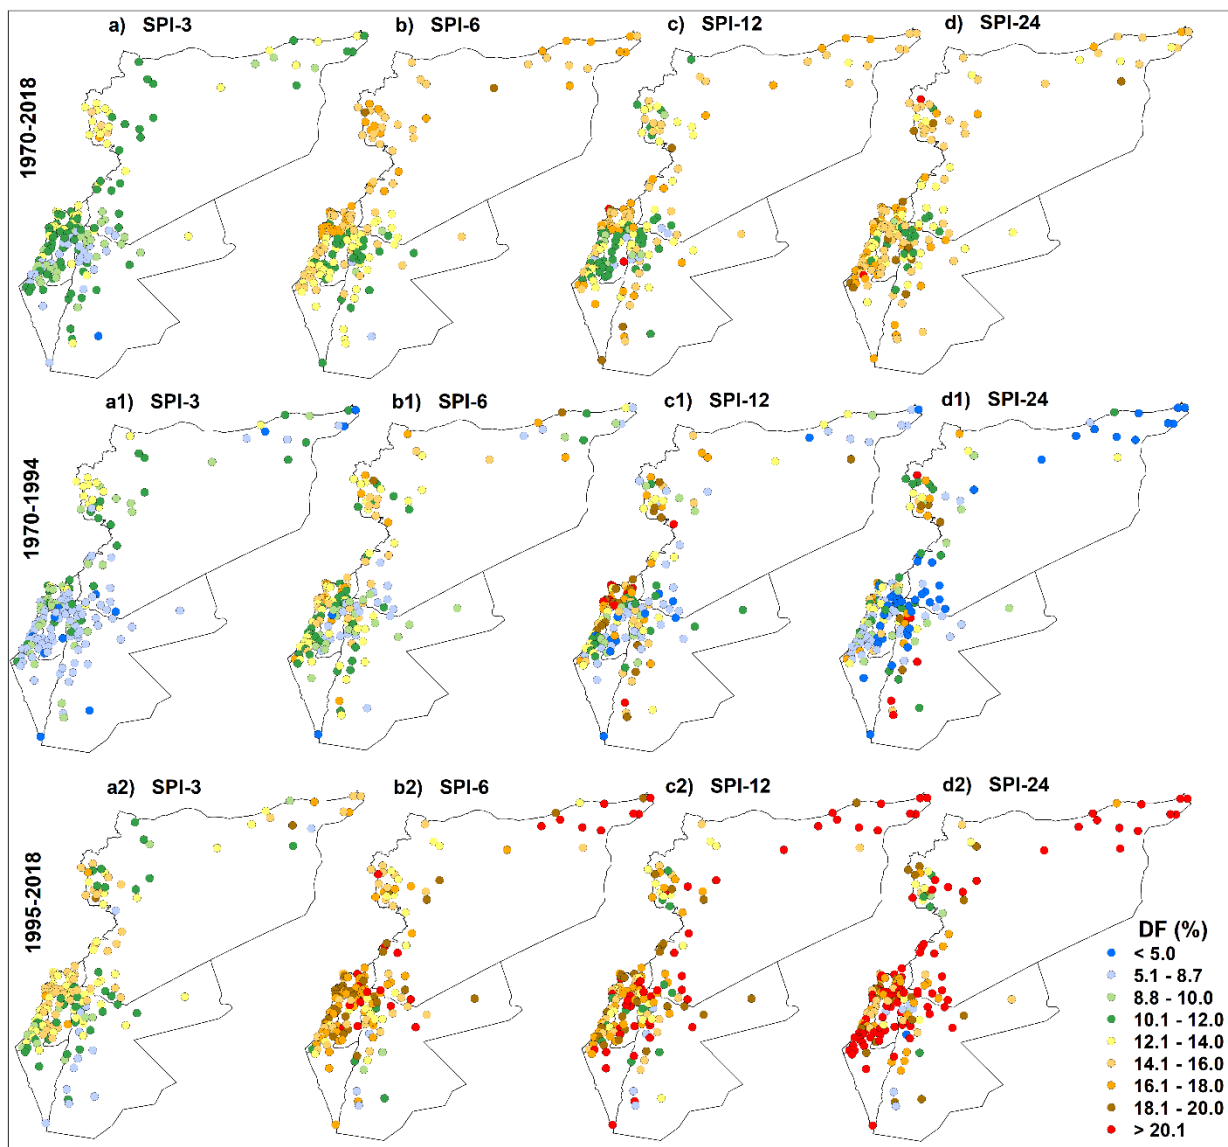 a) SPI-3
b) SPI-6
c) SPI-12
d) SPI-24
1970-2018
a1) SPI-3
b1) SPI-6
c1) SPI-12
d1) SPI-24
1970-1994
a2) SPI-3
b2) SPI-6
c2) SPI-12
d2) SPI-24
1995-2018
DF (%)
< 5.0
5.1 - 8.7
8.8 - 10.0
10.1 - 12.0
12.1 - 14.0
14.1 - 16.0
16.1 - 18.0
18.1 - 20.0
> 20.1